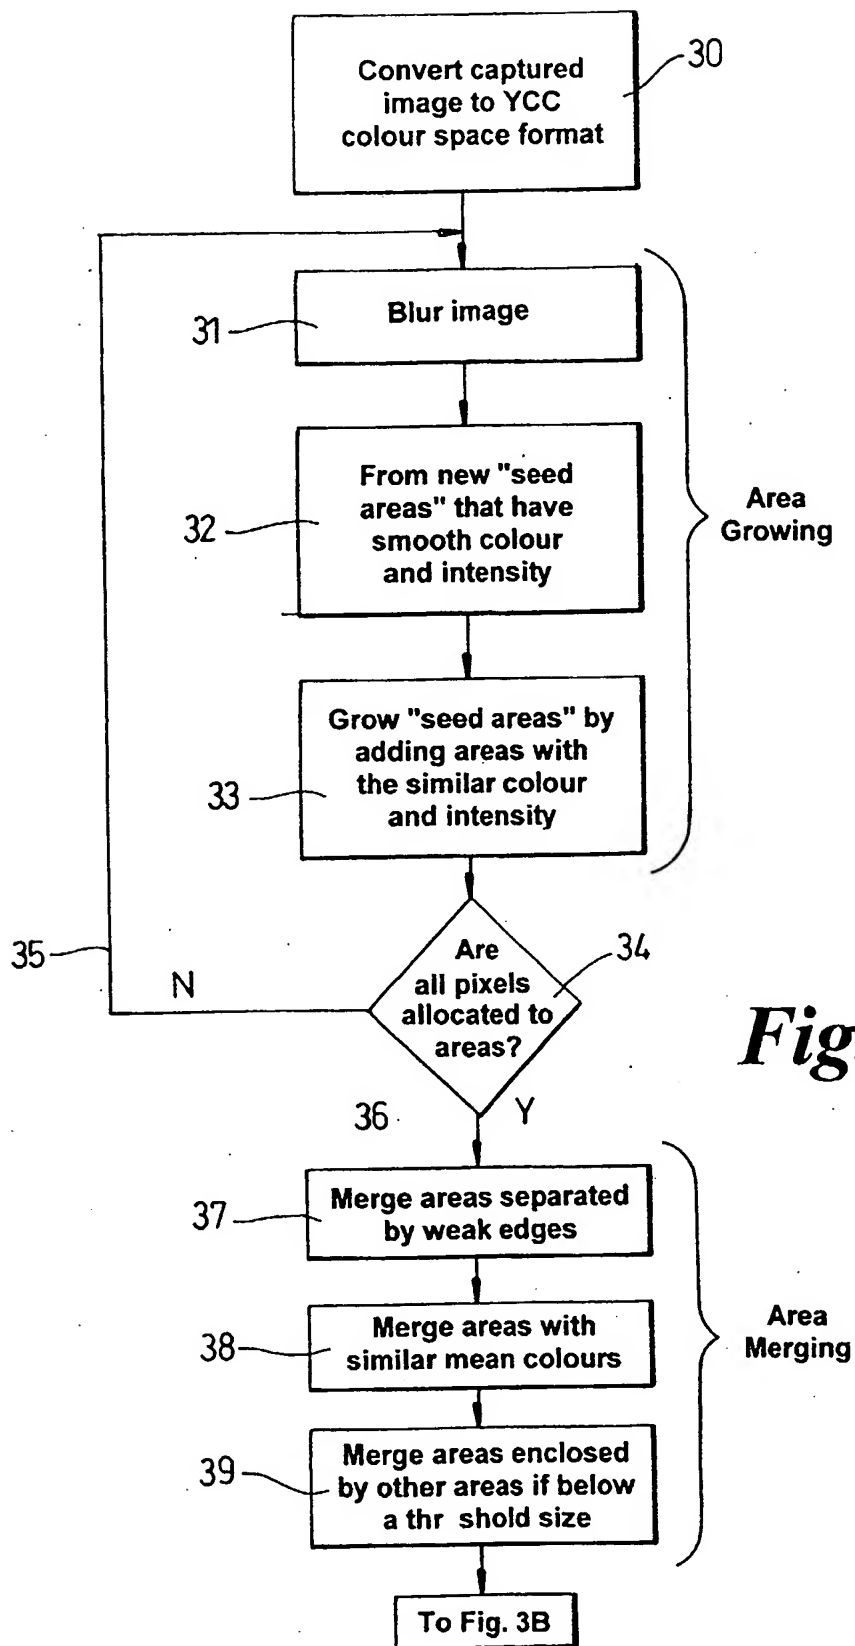 Convert captured
image to YCC
colour space format
30
Blur image
31
From new "seed
areas" that have
smooth colour
and intensity
32
Area
Growing
Grow "seed areas" by
adding areas with
the similar colour
and intensity
33
Are
all pixels
allocated to
areas?
34
35
N
Fig.
36
Y
Merge areas separated
by weak edges
37
Merge areas with
similar mean colours
38
Area
Merging
Merge areas enclosed
by other areas if below
a thr shold size
39
To Fig. 3B